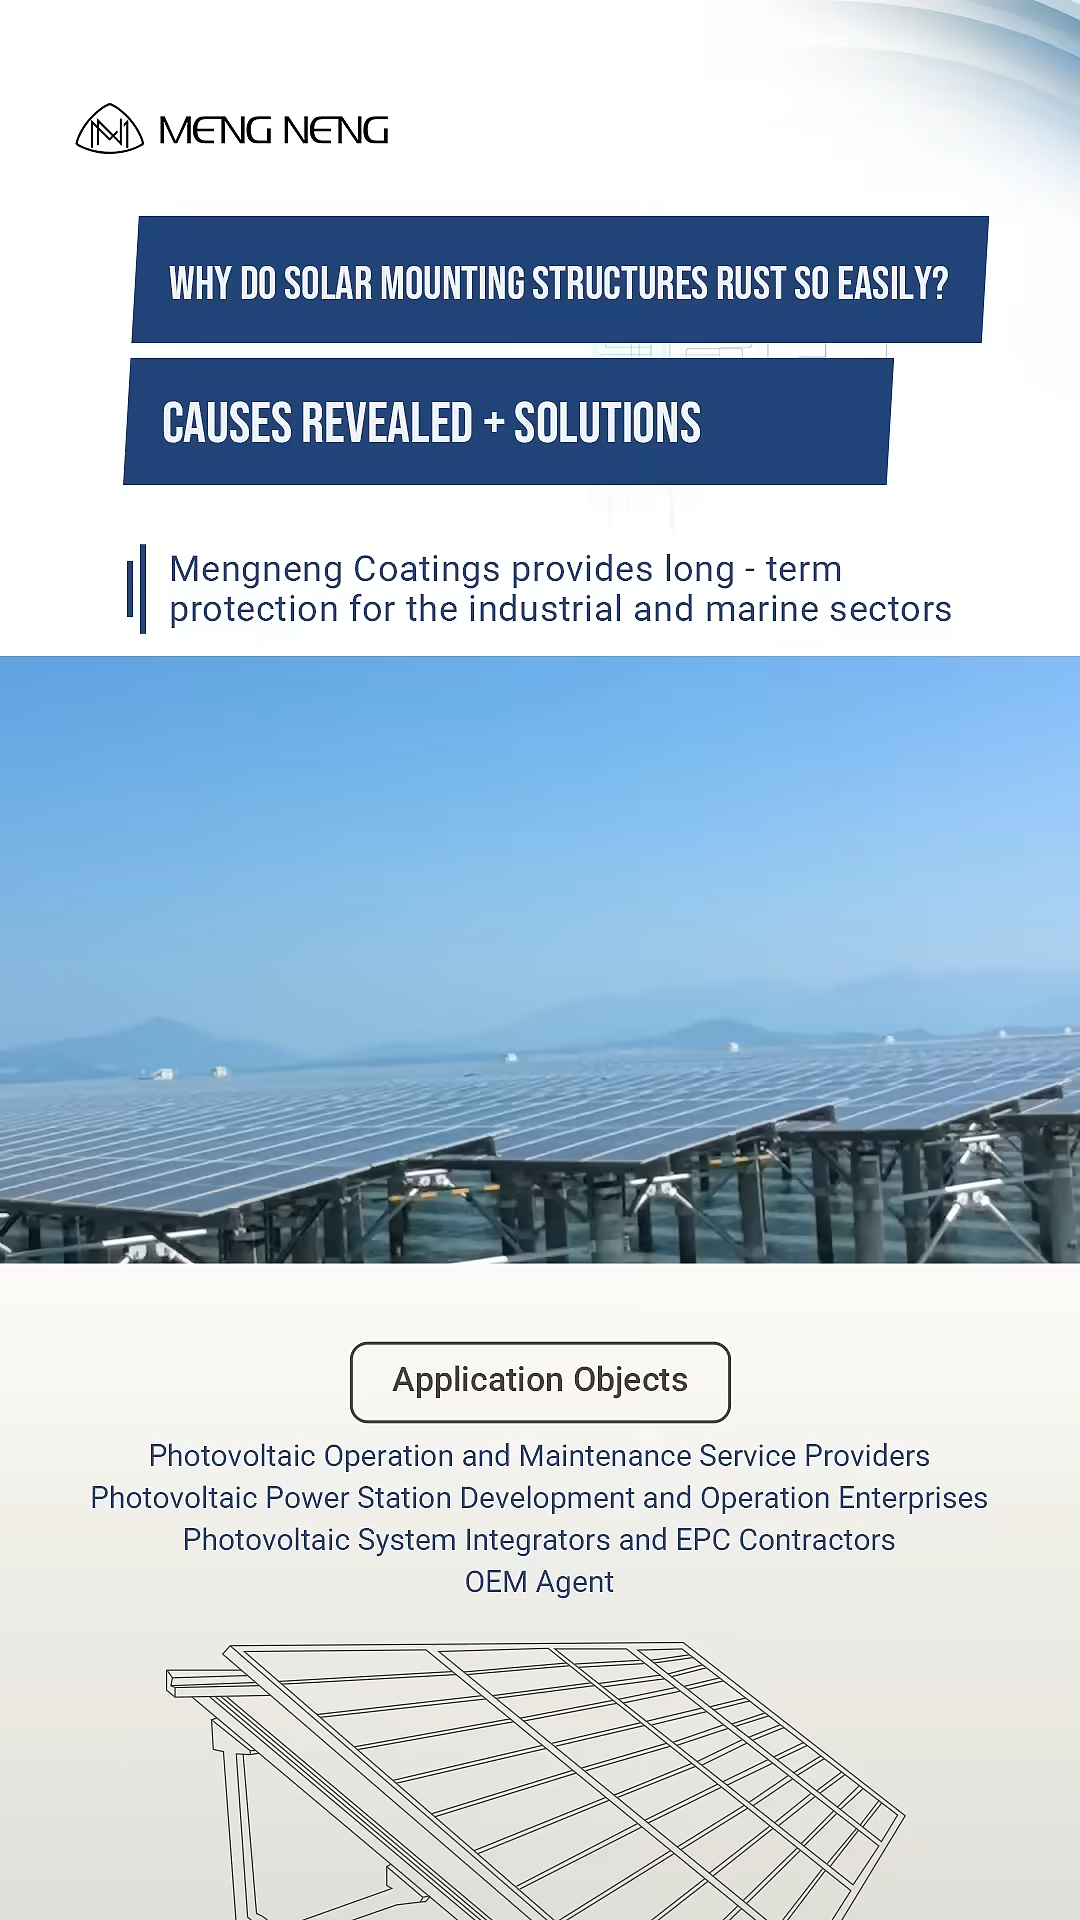 MENG NENG
WHY DO SOLAR MOUNTING STRUCTURES RUST SO EASILY?
CAUSES REVEALED + SOLUTIONS
Mengneng Coatings provides long - term
protection for the industrial and marine sectors
Application Objects
Photovoltaic Operation and Maintenance Service Providers
Photovoltaic Power Station Development and Operation Enterprises
Photovoltaic System Integrators and EPC Contractors
OEM Agent